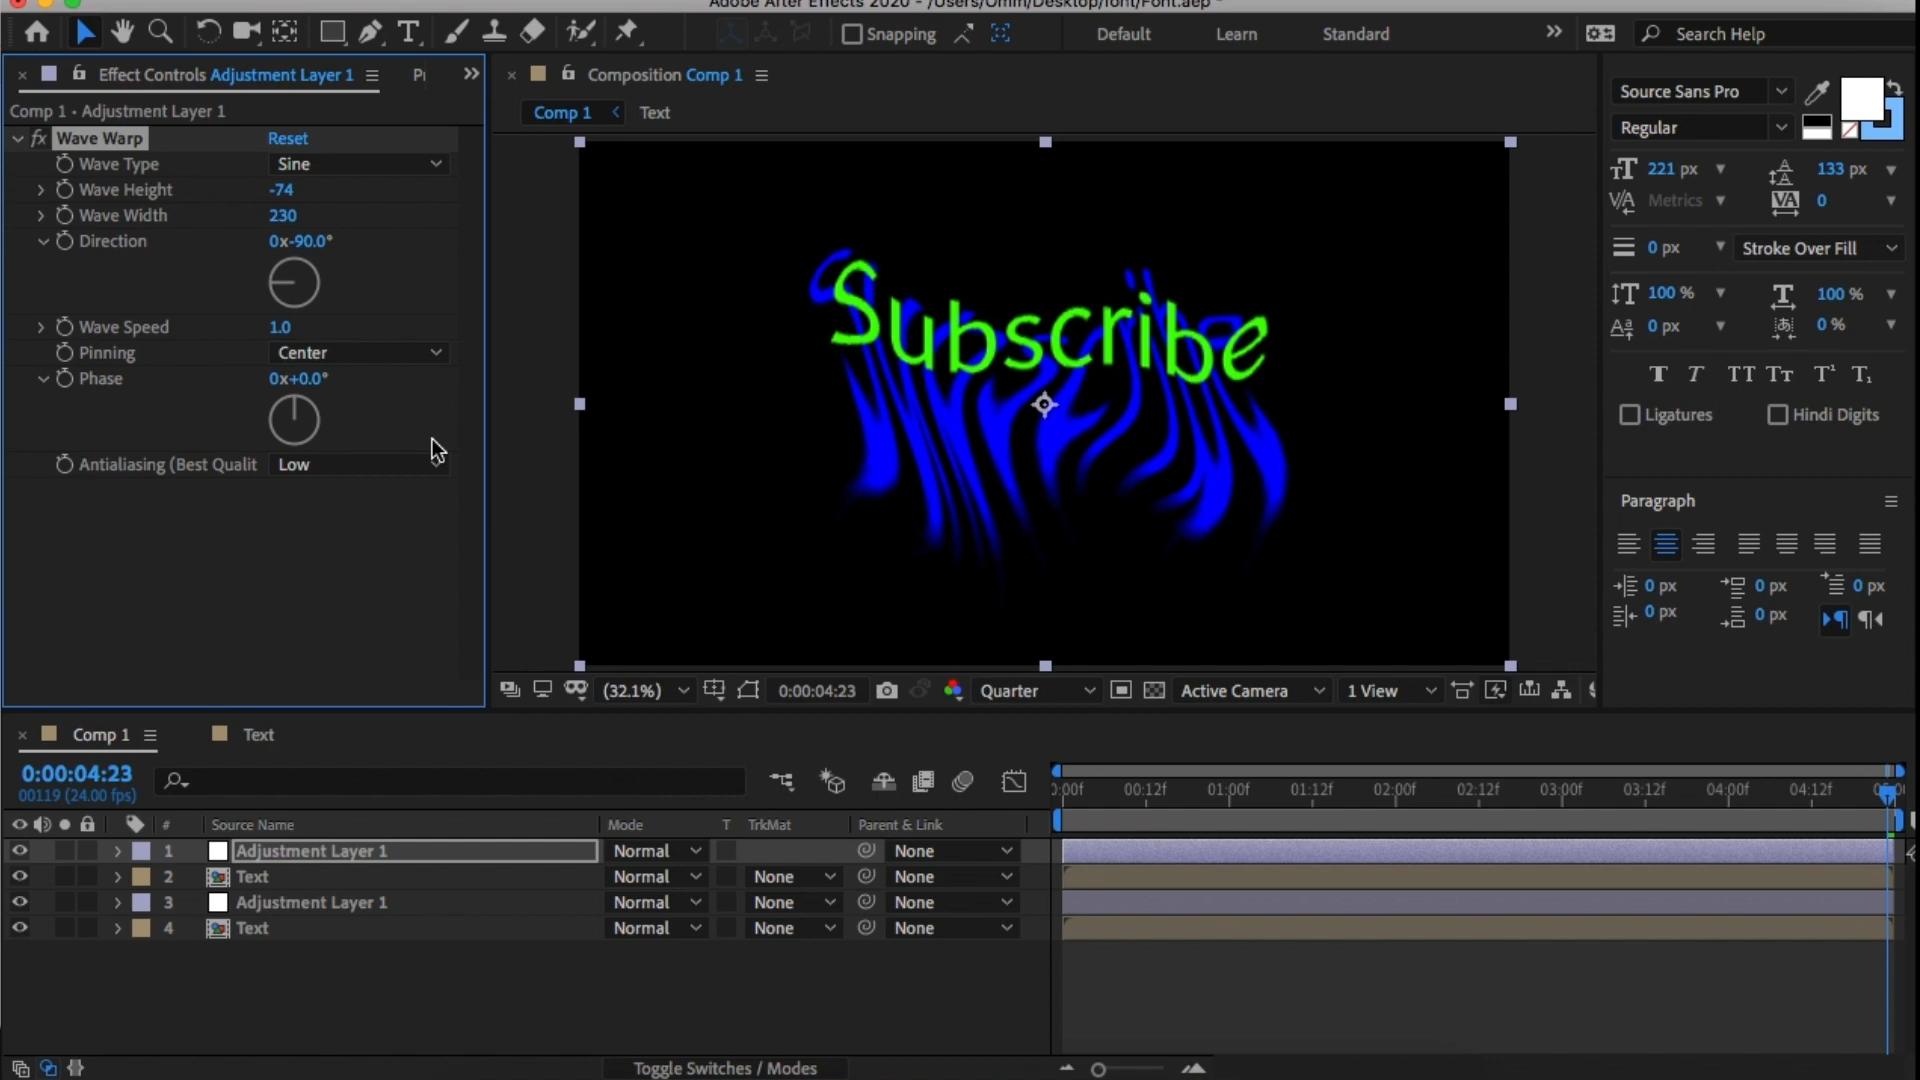 Adobe After Effects 2020 - /Users/Omm/Desktop/font/Font.aep *
Snapping
Default
Learn
Standard
Search Help
Effect Controls Adjustment Layer 1
Composition Comp 1
Comp 1 • Adjustment Layer 1
Comp 1
Text
fx Wave Warp Reset
Wave Type Sine
Wave Height -74
Wave Width 230
Direction 0x-90.0°
Wave Speed 1.0
Pinning Center
Phase 0x+0.0°
Antialiasing (Best Qualit Low
Subscribe
(32.1%)
0:00:04:23
Quarter
Active Camera
1 View
Source Sans Pro
Regular
221 px
133 px
Metrics
0
0 px
Stroke Over Fill
100 %
100 %
0 px
0 %
T T TT Tт T¹ T₁
Ligatures
Hindi Digits
Paragraph
0 px
0 px
0 px
0 px
0 px
Comp 1
Text
0:00:04:23
00119 (24.00 fps)
:00f 00:12f 01:00f 01:12f 02:00f 02:12f 03:00f 03:12f 04:00f 04:12f
# Source Name Mode T TrkMat Parent & Link
1 Adjustment Layer 1 Normal None
2 Text Normal None None
3 Adjustment Layer 1 Normal None None
4 Text Normal None None
Toggle Switches / Modes